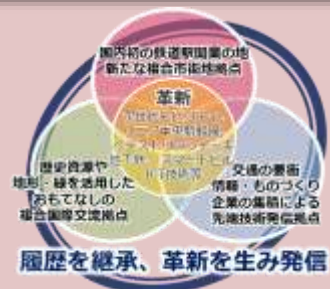 国内初の鉄道駅開業の地
新たな複合市街地拠点
革新
歴史資源や
地形・緑を活用した
おもてなしの
複合国際交流拠点
交通の要衝
情報・ものづくり
企業の集積による
先端技術発信拠点
履歴を継承、革新を生み発信